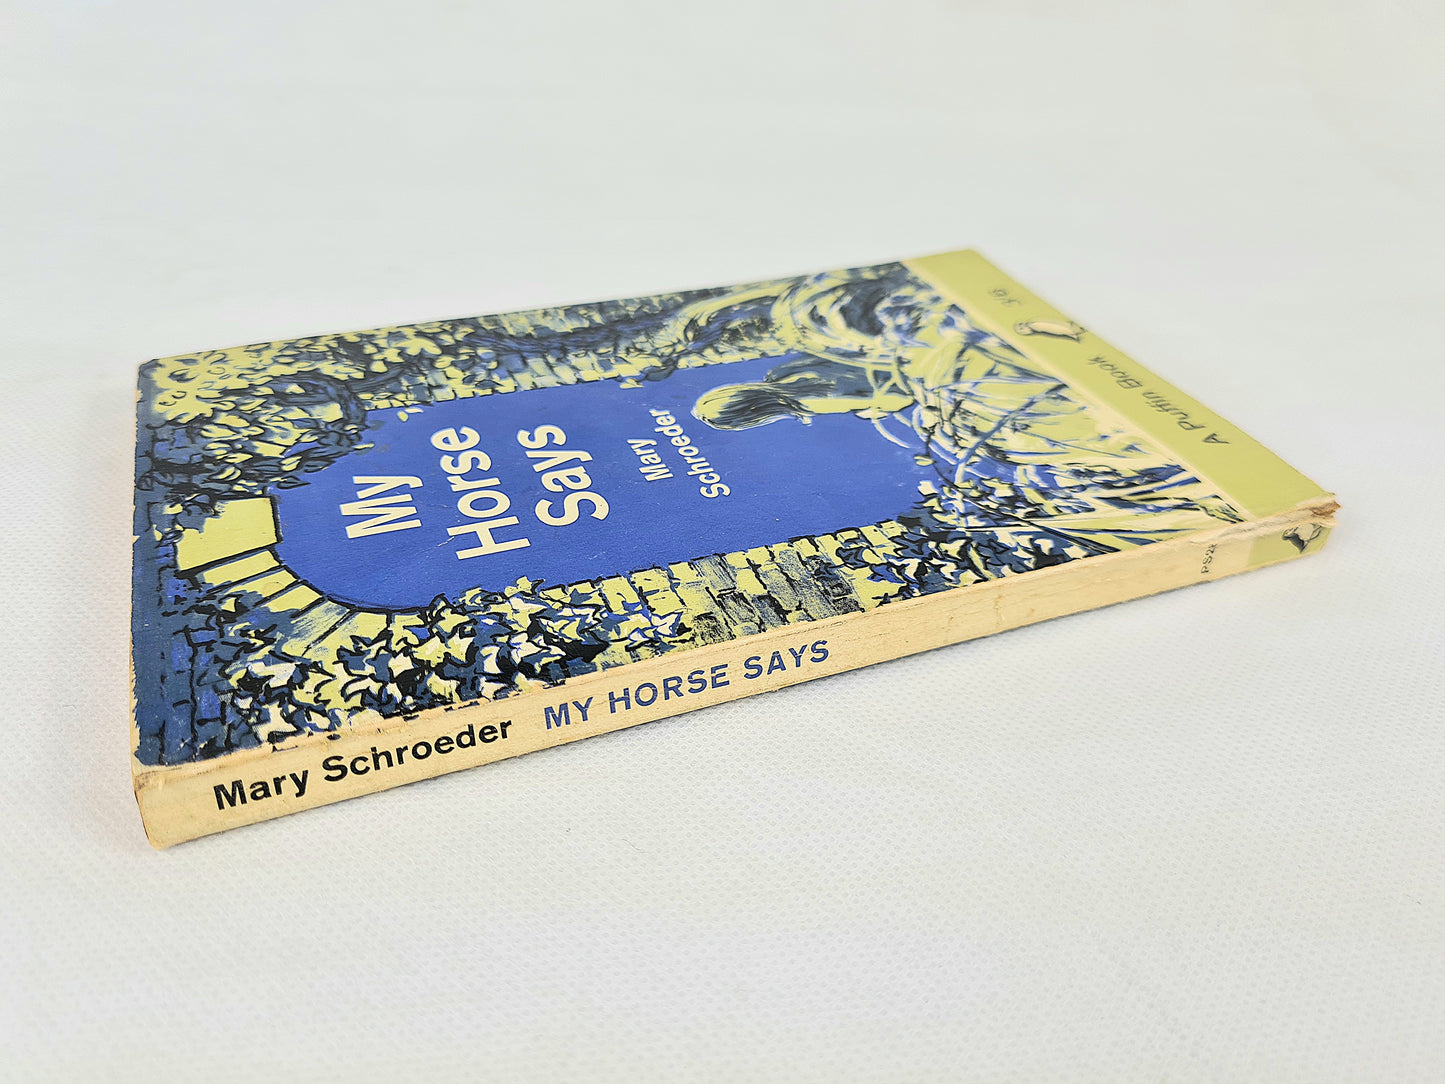 My
Horse
Says
Mary
Schroeder
A Puffin Book
3/6
Mary Schroeder MY HORSE SAYS